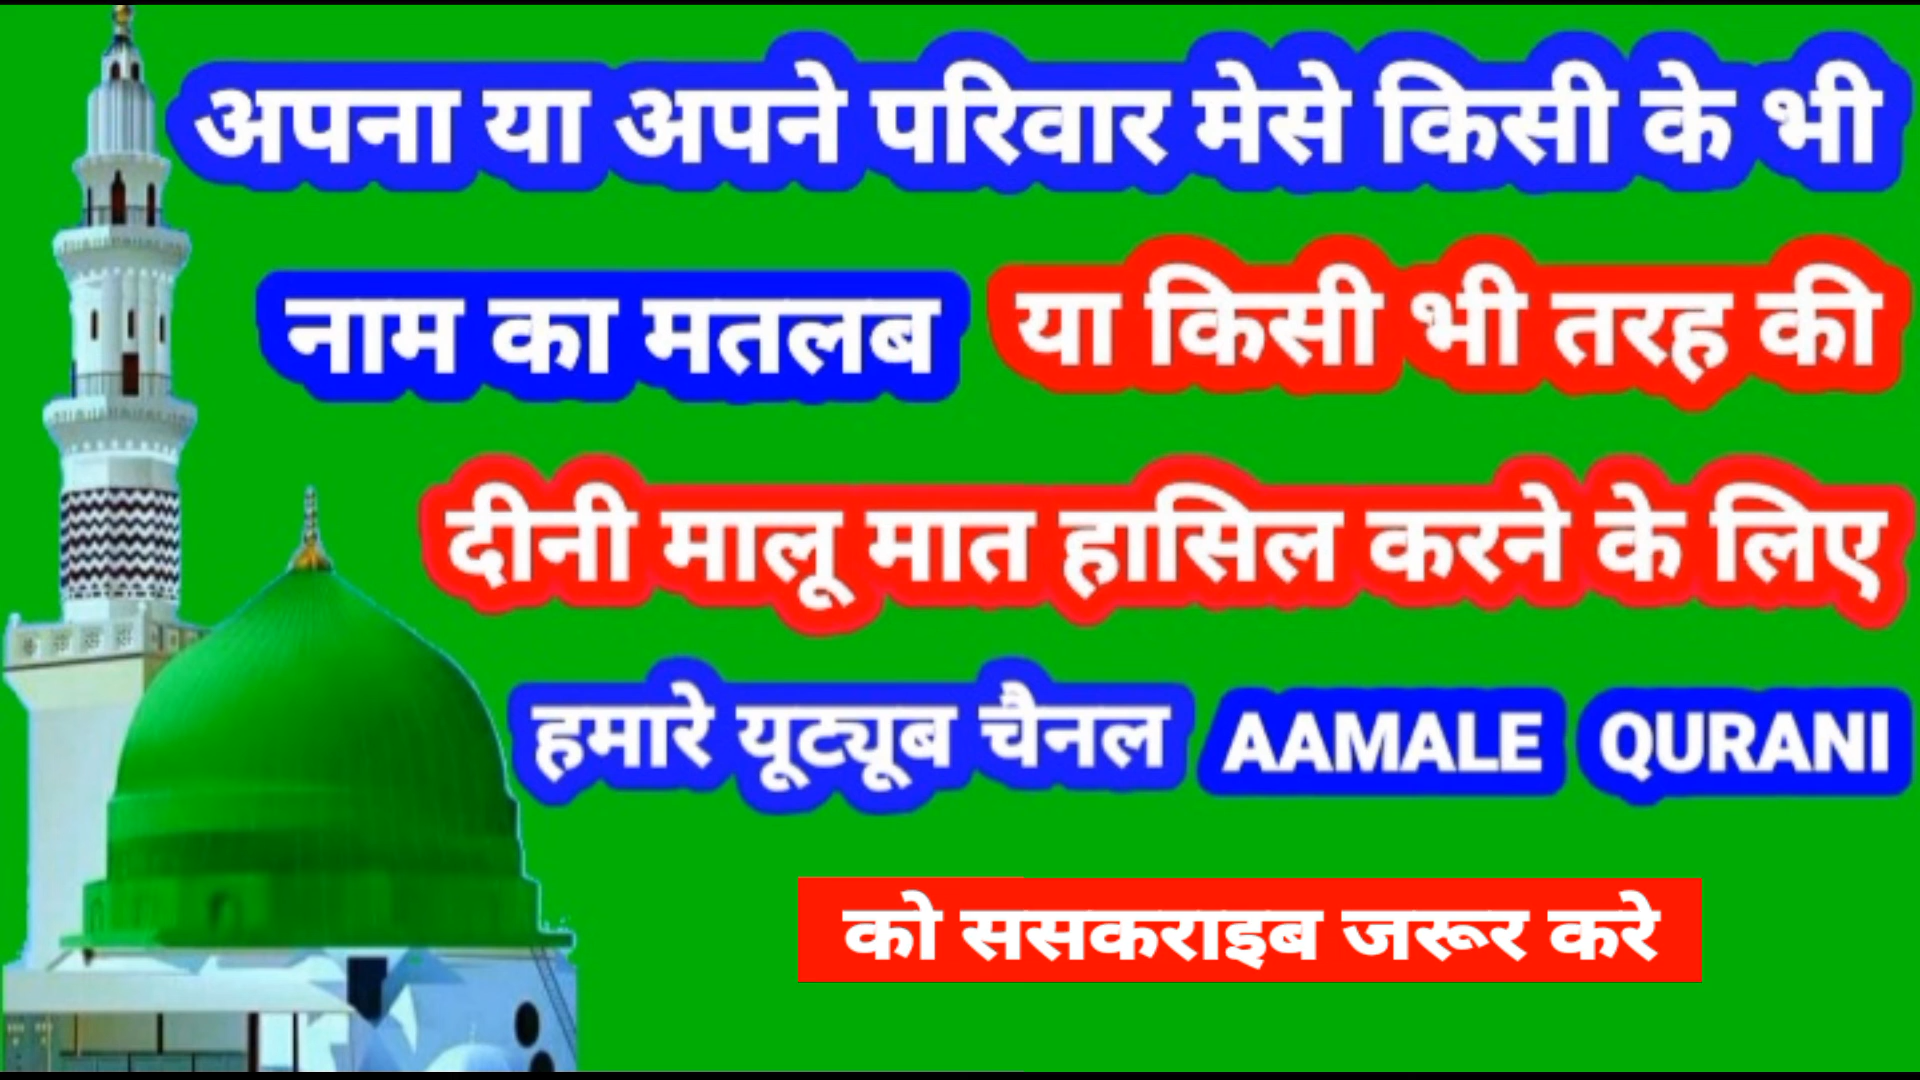 अपना या अपने परिवार मेसे किसी के भी
नाम का मतलब या किसी भी तरह की
दीनी मालू मात हासिल करने के लिए
हमारे यूट्यूब चैनल AAMALE QURANI
को ससकराइब जरूर करे